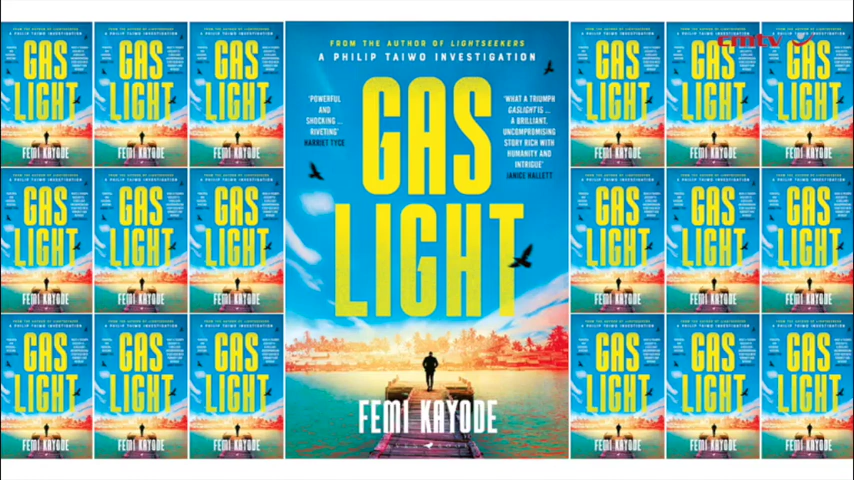 FROM THE AUTHOR OF LIGHTSEEKERS
A PHILIP TAIWO INVESTIGATION
GAS
LIGHT
'POWERFUL
AND
SHOCKING ...
RIVETING'
HARRIET TYCE
'WHAT A TRIUMPH
GASLIGHT IS ...
A BRILLIANT,
UNCOMPROMISING
STORY RICH WITH
HUMANITY AND
INTRIGUE'
JANICE HALLETT
FEMI KAYODE
cmtv